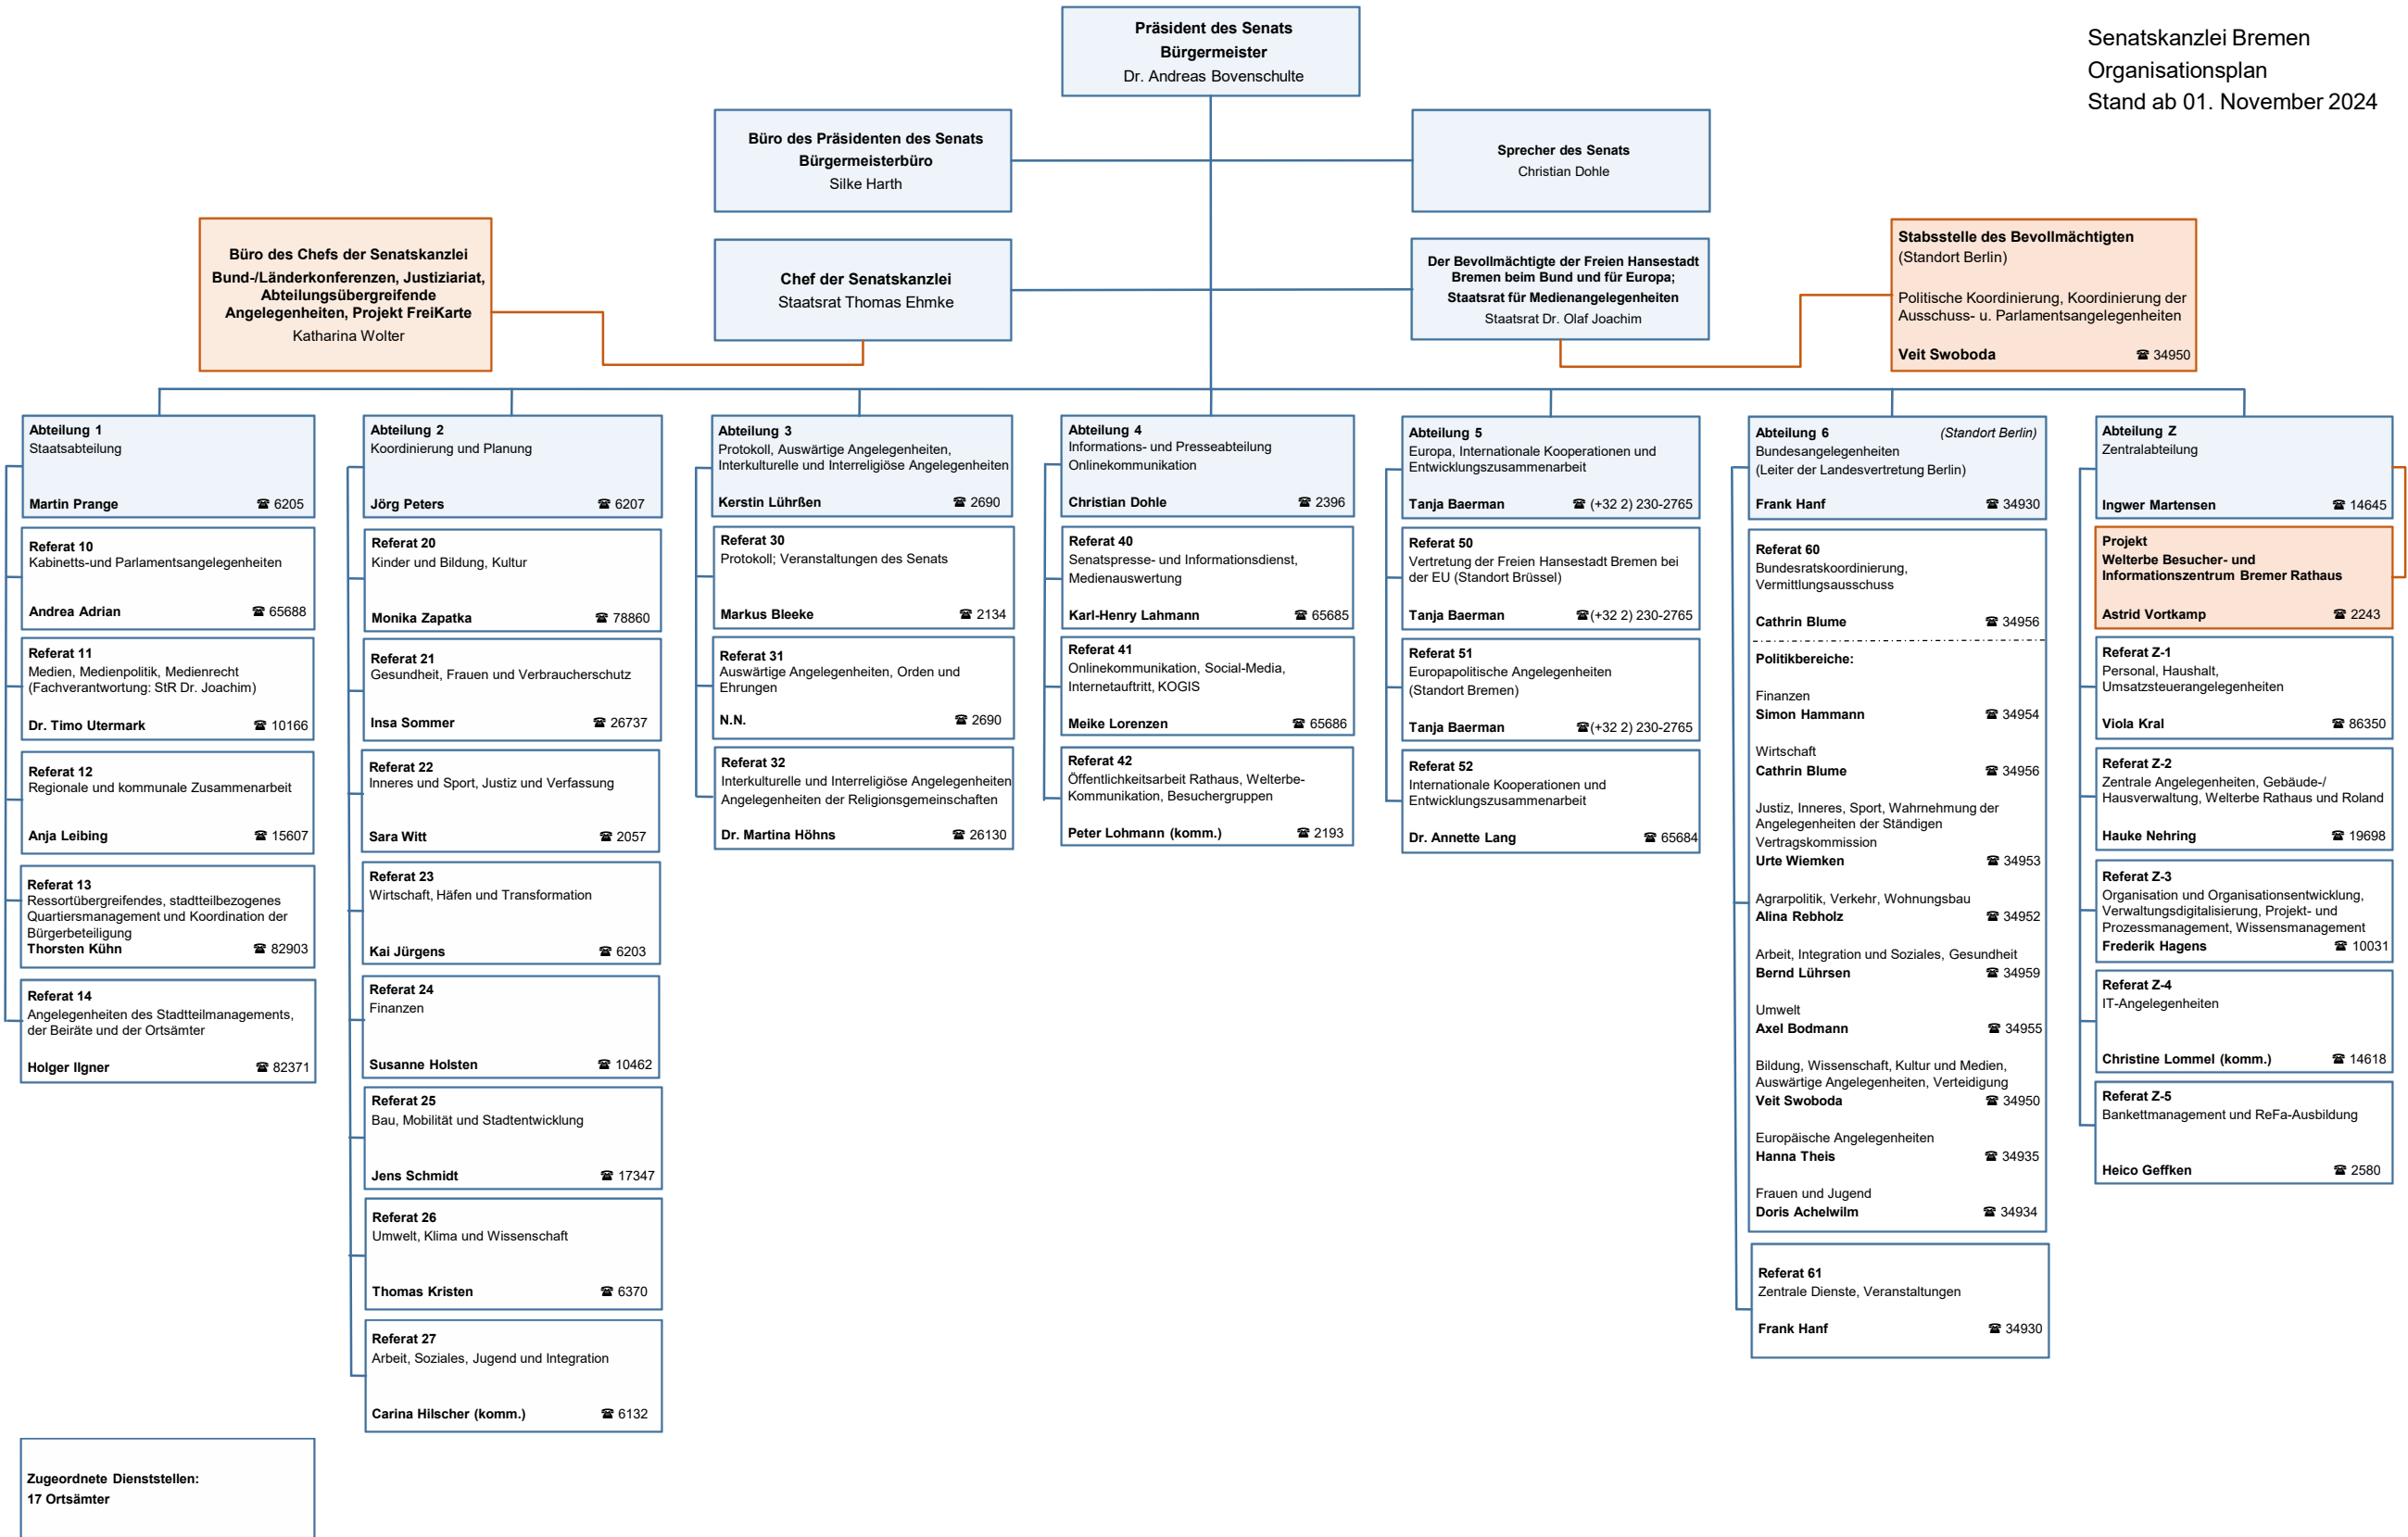 Senatskanzlei Bremen
Organisationsplan
Stand ab 01. November 2024
Präsident des Senats
Bürgermeister
Dr. Andreas Bovenschulte
Büro des Präsidenten des Senats
Bürgermeisterbüro
Silke Harth
Sprecher des Senats
Christian Dohle
Büro des Chefs der Senatskanzlei
Bund-/Länderkonferenzen, Justiziariat,
Abteilungsübergreifende
Angelegenheiten, Projekt FreiKarte
Katharina Wolter
Chef der Senatskanzlei
Staatsrat Thomas Ehmke
Der Bevollmächtigte der Freien Hansestadt
Bremen beim Bund und für Europa;
Staatsrat für Medienangelegenheiten
Staatsrat Dr. Olaf Joachim
Stabsstelle des Bevollmächtigten
(Standort Berlin)
Politische Koordinierung, Koordinierung der
Ausschuss- u. Parlamentsangelegenheiten
Veit Swoboda ☎ 34950
Abteilung 1
Staatsabteilung
Martin Prange ☎ 6205
Referat 10
Kabinetts-und Parlamentsangelegenheiten
Andrea Adrian ☎ 65688
Referat 11
Medien, Medienpolitik, Medienrecht
(Fachverantwortung: StR Dr. Joachim)
Dr. Timo Utermark ☎ 10166
Referat 12
Regionale und kommunale Zusammenarbeit
Anja Leibing ☎ 15607
Referat 13
Ressortübergreifendes, stadtteilbezogenes
Quartiersmanagement und Koordination der
Bürgerbeteiligung
Thorsten Kühn ☎ 82903
Referat 14
Angelegenheiten des Stadtteilmanagements,
der Beiräte und der Ortsämter
Holger Ilgner ☎ 82371
Zugeordnete Dienststellen:
17 Ortsämter
Abteilung 2
Koordinierung und Planung
Jörg Peters ☎ 6207
Referat 20
Kinder und Bildung, Kultur
Monika Zapatka ☎ 78860
Referat 21
Gesundheit, Frauen und Verbraucherschutz
Insa Sommer ☎ 26737
Referat 22
Inneres und Sport, Justiz und Verfassung
Sara Witt ☎ 2057
Referat 23
Wirtschaft, Häfen und Transformation
Kai Jürgens ☎ 6203
Referat 24
Finanzen
Susanne Holsten ☎ 10462
Referat 25
Bau, Mobilität und Stadtentwicklung
Jens Schmidt ☎ 17347
Referat 26
Umwelt, Klima und Wissenschaft
Thomas Kristen ☎ 6370
Referat 27
Arbeit, Soziales, Jugend und Integration
Carina Hilscher (komm.) ☎ 6132
Abteilung 3
Protokoll, Auswärtige Angelegenheiten,
Interkulturelle und Interreligiöse Angelegenheiten
Kerstin Lührßen ☎ 2690
Referat 30
Protokoll; Veranstaltungen des Senats
Markus Bleeke ☎ 2134
Referat 31
Auswärtige Angelegenheiten, Orden und
Ehrungen
N.N. ☎ 2690
Referat 32
Interkulturelle und Interreligiöse Angelegenheiten
Angelegenheiten der Religionsgemeinschaften
Dr. Martina Höhns ☎ 26130
Abteilung 4
Informations- und Presseabteilung
Onlinekommunikation
Christian Dohle ☎ 2396
Referat 40
Senatspresse- und Informationsdienst,
Medienauswertung
Karl-Henry Lahmann ☎ 65685
Referat 41
Onlinekommunikation, Social-Media,
Internetauftritt, KOGIS
Meike Lorenzen ☎ 65686
Referat 42
Öffentlichkeitsarbeit Rathaus, Welterbe-
Kommunikation, Besuchergruppen
Peter Lohmann (komm.) ☎ 2193
Abteilung 5
Europa, Internationale Kooperationen und
Entwicklungszusammenarbeit
Tanja Baerman ☎ (+32 2) 230-2765
Referat 50
Vertretung der Freien Hansestadt Bremen bei
der EU (Standort Brüssel)
Tanja Baerman ☎(+32 2) 230-2765
Referat 51
Europapolitische Angelegenheiten
(Standort Bremen)
Tanja Baerman ☎(+32 2) 230-2765
Referat 52
Internationale Kooperationen und
Entwicklungszusammenarbeit
Dr. Annette Lang ☎ 65684
Abteilung 6 (Standort Berlin)
Bundesangelegenheiten
(Leiter der Landesvertretung Berlin)
Frank Hanf ☎ 34930
Referat 60
Bundesratskoordinierung,
Vermittlungsausschuss
Cathrin Blume ☎ 34956
Politikbereiche:
Finanzen
Simon Hammann ☎ 34954
Wirtschaft
Cathrin Blume ☎ 34956
Justiz, Inneres, Sport, Wahrnehmung der
Angelegenheiten der Ständigen
Vertragskommission
Urte Wiemken ☎ 34953
Agrarpolitik, Verkehr, Wohnungsbau
Alina Rebholz ☎ 34952
Arbeit, Integration und Soziales, Gesundheit
Bernd Lührsen ☎ 34959
Umwelt
Axel Bodmann ☎ 34955
Bildung, Wissenschaft, Kultur und Medien,
Auswärtige Angelegenheiten, Verteidigung
Veit Swoboda ☎ 34950
Europäische Angelegenheiten
Hanna Theis ☎ 34935
Frauen und Jugend
Doris Achelwilm ☎ 34934
Referat 61
Zentrale Dienste, Veranstaltungen
Frank Hanf ☎ 34930
Abteilung Z
Zentralabteilung
Ingwer Martensen ☎ 14645
Projekt
Welterbe Besucher- und
Informationszentrum Bremer Rathaus
Astrid Vortkamp ☎ 2243
Referat Z-1
Personal, Haushalt,
Umsatzsteuerangelegenheiten
Viola Kral ☎ 86350
Referat Z-2
Zentrale Angelegenheiten, Gebäude-/
Hausverwaltung, Welterbe Rathaus und Roland
Hauke Nehring ☎ 19698
Referat Z-3
Organisation und Organisationsentwicklung,
Verwaltungsdigitalisierung, Projekt- und
Prozessmanagement, Wissensmanagement
Frederik Hagens ☎ 10031
Referat Z-4
IT-Angelegenheiten
Christine Lommel (komm.) ☎ 14618
Referat Z-5
Bankettmanagement und ReFa-Ausbildung
Heico Geffken ☎ 2580